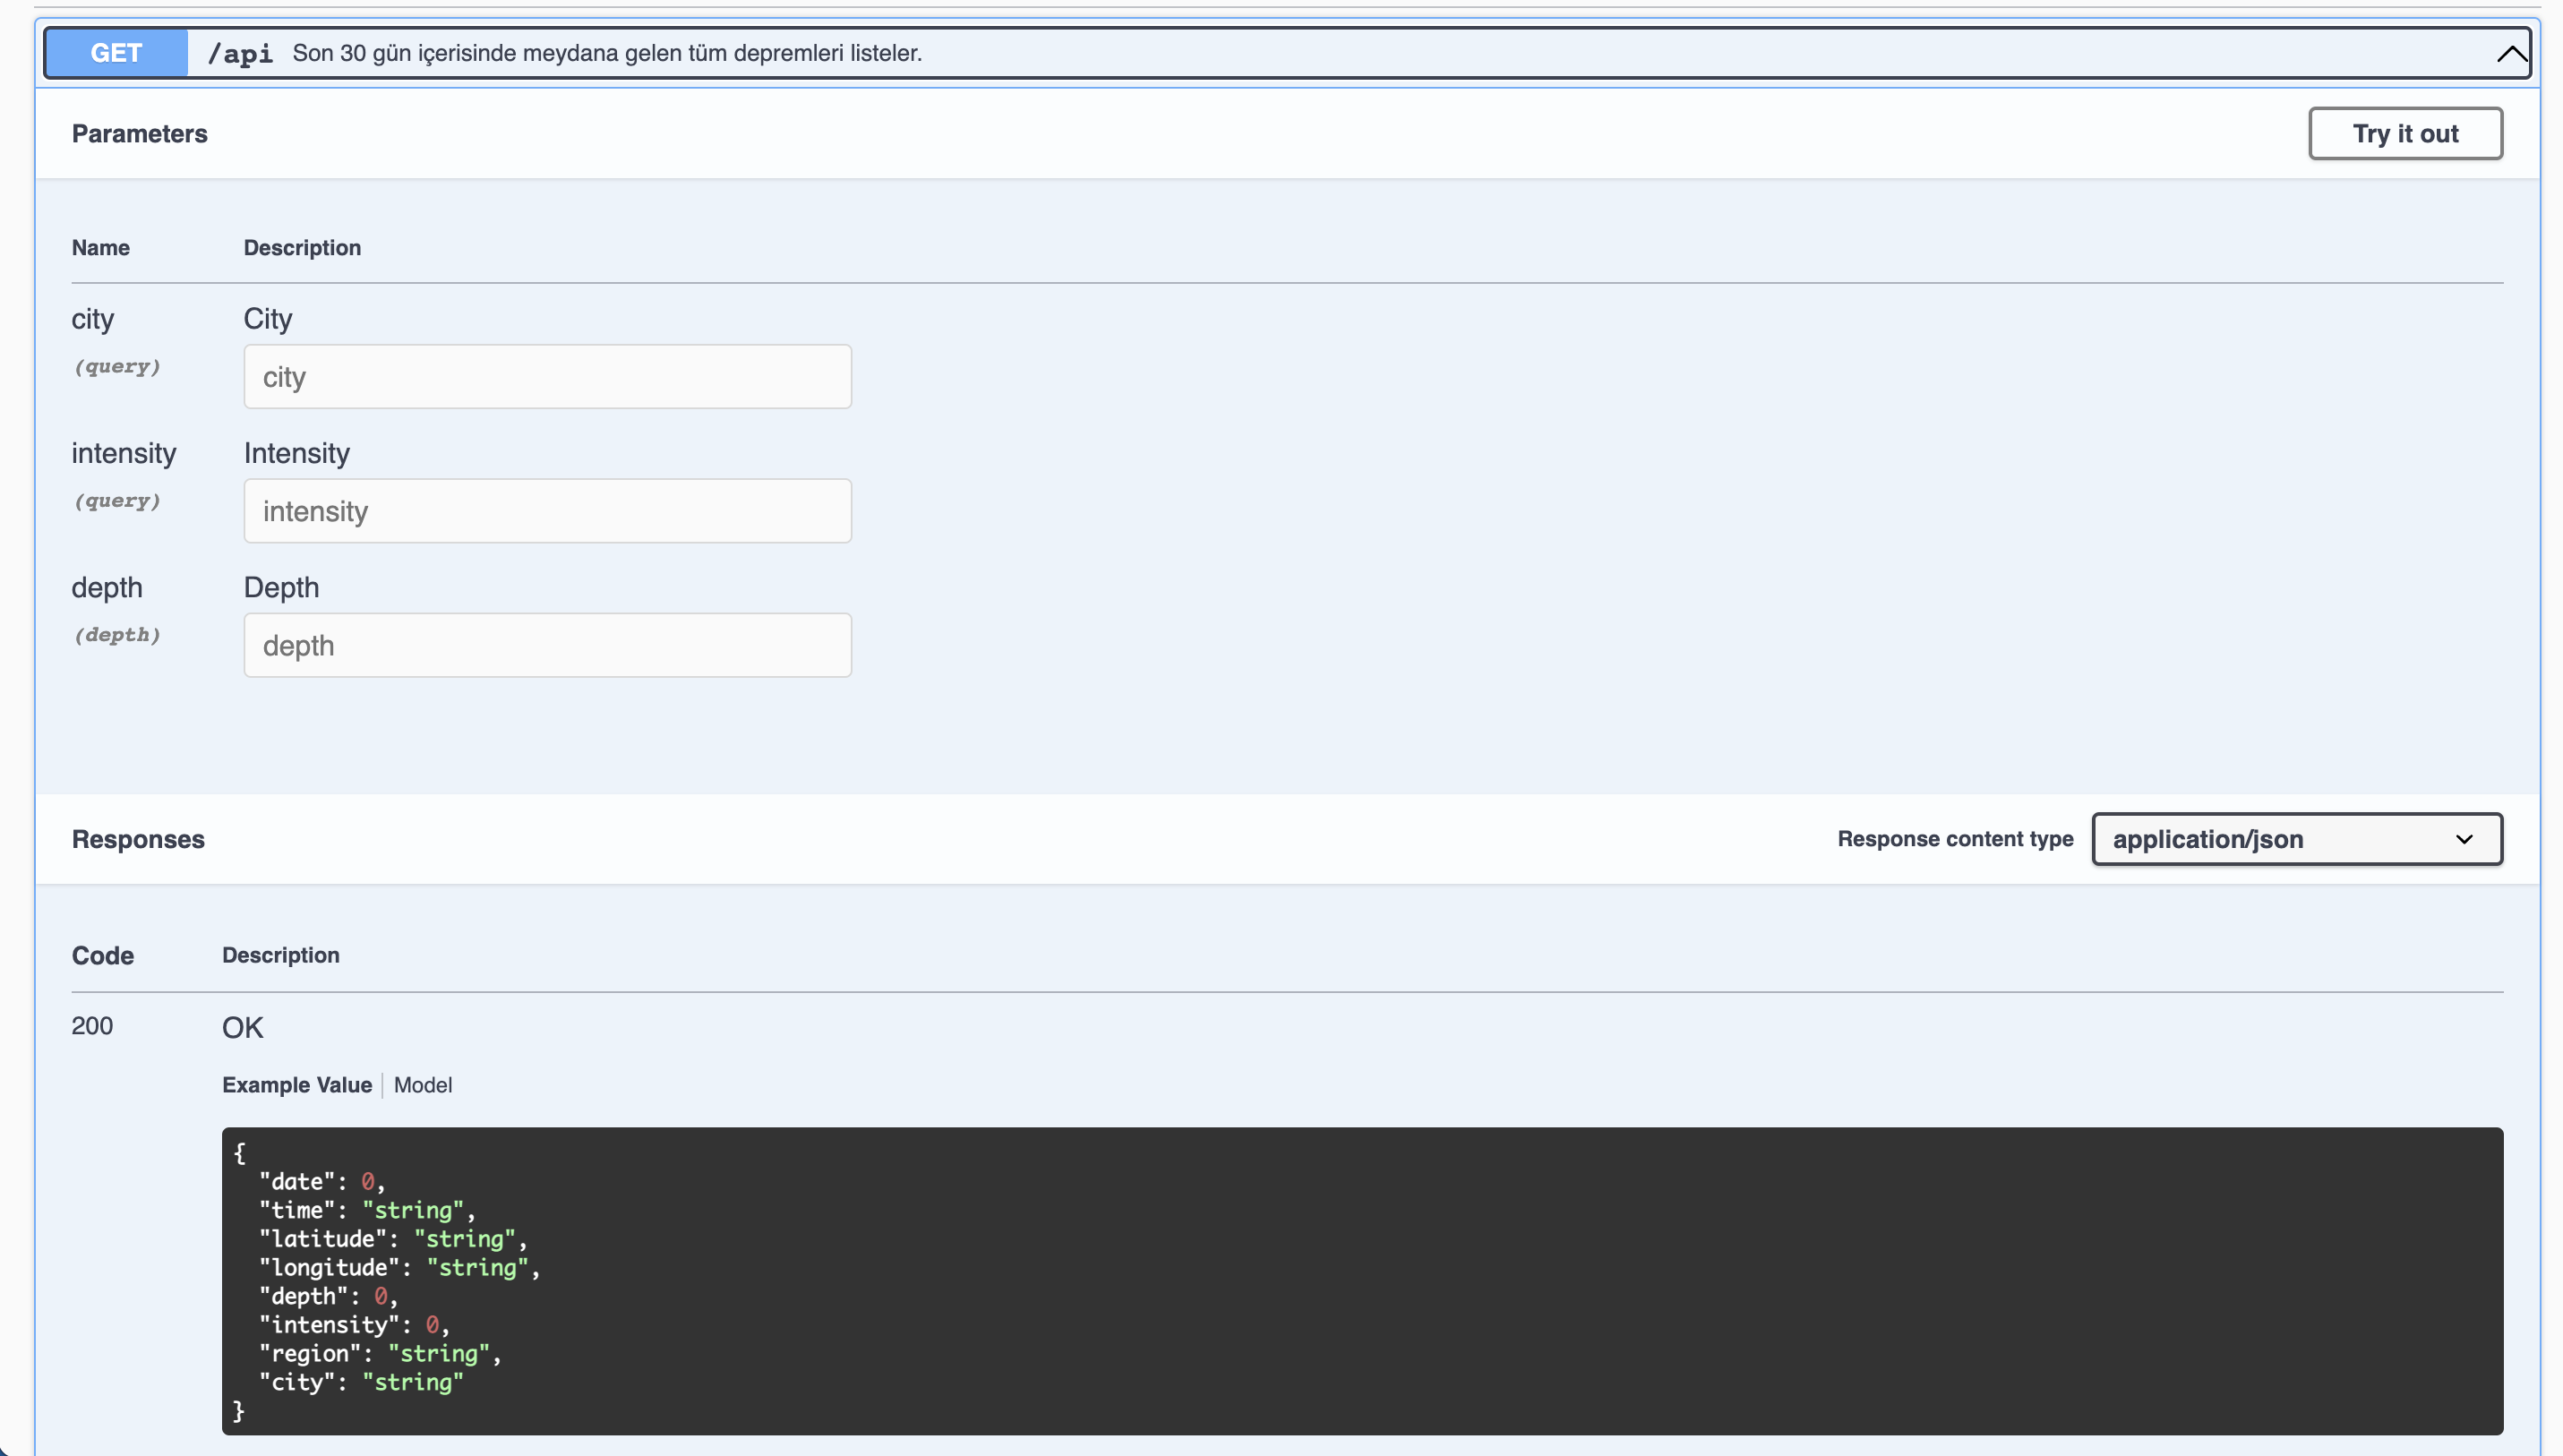 GET /api Son 30 gün içerisinde meydana gelen tüm depremleri listeler.
Parameters Try it out
Name Description
city City
(query) city
intensity Intensity
(query) intensity
depth Depth
(depth) depth
Responses Response content type application/json
Code Description
200 OK
Example Value Model
{
  "date": 0,
  "time": "string",
  "latitude": "string",
  "longitude": "string",
  "depth": 0,
  "intensity": 0,
  "region": "string",
  "city": "string"
}